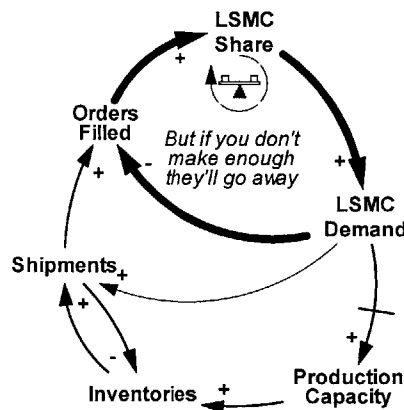 LSMC
Share
+
Orders
Filled
But if you don't
make enough
they'll go away
-
+
+
LSMC
Demand
Shipments
+
+
-
+
+
Inventories
Production
Capacity